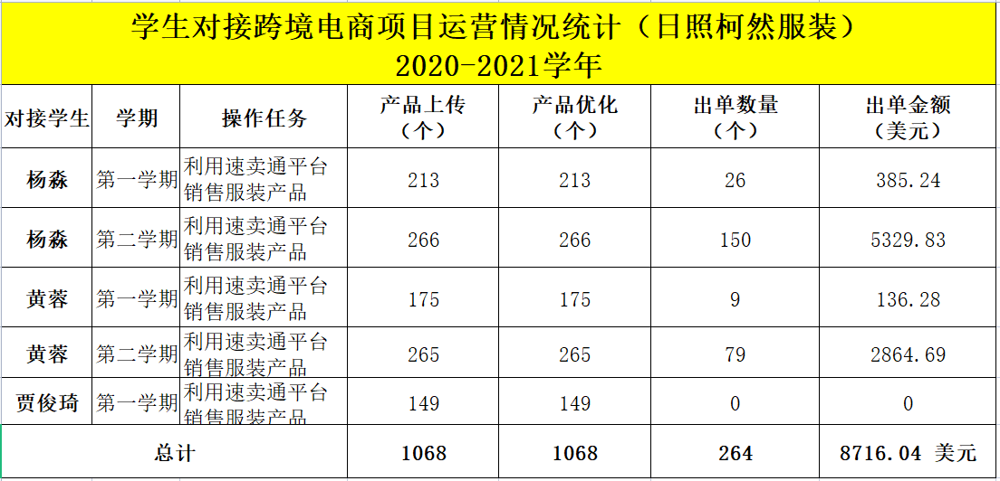 学生对接跨境电商项目运营情况统计（日照柯然服装）
2020-2021学年
对接学生 学期 操作任务 产品上传（个） 产品优化（个） 出单数量（个） 出单金额（美元）
杨淼 第一学期 利用速卖通平台销售服装产品 213 213 26 385.24
杨淼 第二学期 利用速卖通平台销售服装产品 266 266 150 5329.83
黄蓉 第一学期 利用速卖通平台销售服装产品 175 175 9 136.28
黄蓉 第二学期 利用速卖通平台销售服装产品 265 265 79 2864.69
贾俊琦 第一学期 利用速卖通平台销售服装产品 149 149 0 0
总计 1068 1068 264 8716.04 美元